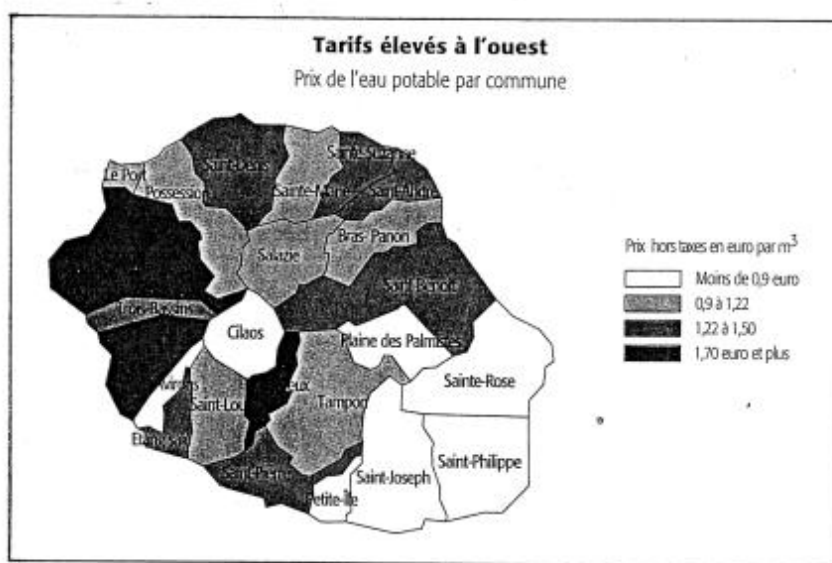 Tarifs élevés à l'ouest
Prix de l'eau potable par commune
Saint-Denis
Sainte-Suzanne
Le Port
Possession
Sainte-Marie
Saint-André
Bras-Panon
Salazie
Saint Benoît
Trois-Bassins
Cilaos
Plaine des Palmistes
Sainte-Rose
Saint-Lou
Tampon
Saint-Pierre
Petite-Île
Saint-Joseph
Saint-Philippe
Prix hors taxes en euro par m³
Moins de 0,9 euro
0,9 à 1,22
1,22 à 1,50
1,70 euro et plus